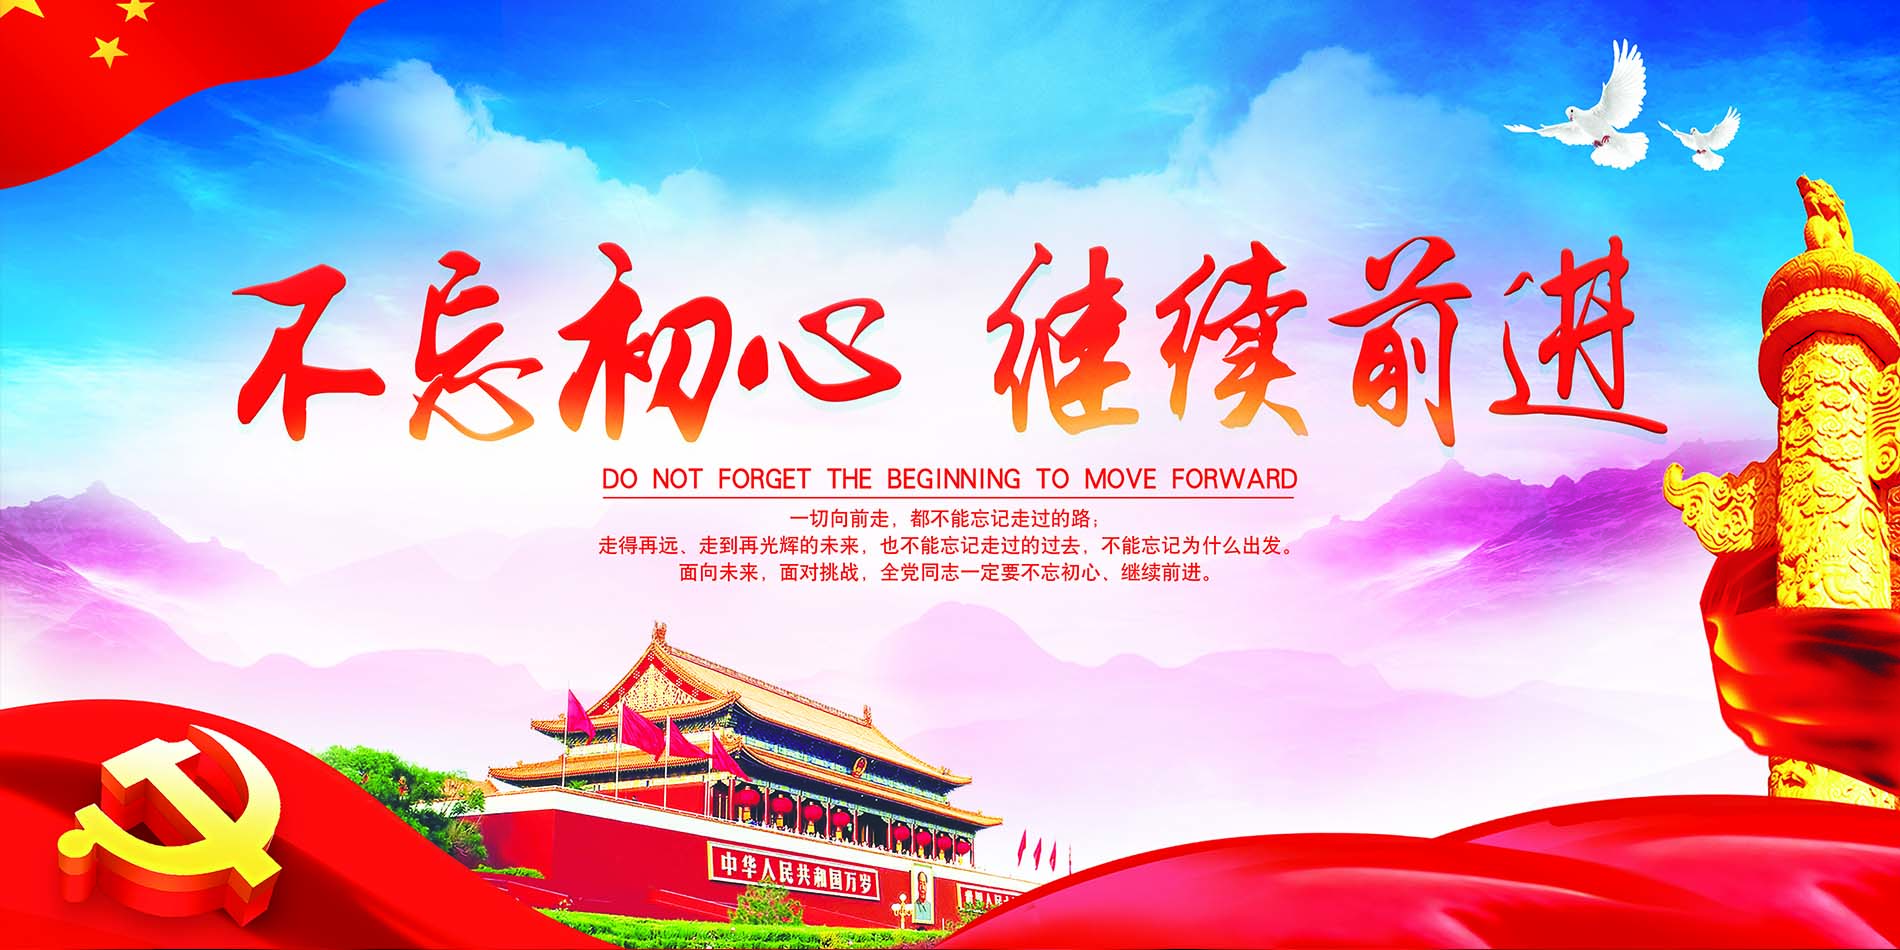 不忘初心 继续前进
DO NOT FORGET THE BEGINNING TO MOVE FORWARD
一切向前走，都不能忘记走过的路；
走得再远、走到再光辉的未来，也不能忘记走过的过去，不能忘记为什么出发。
面向未来，面对挑战，全党同志一定要不忘初心、继续前进。
中华人民共和国万岁